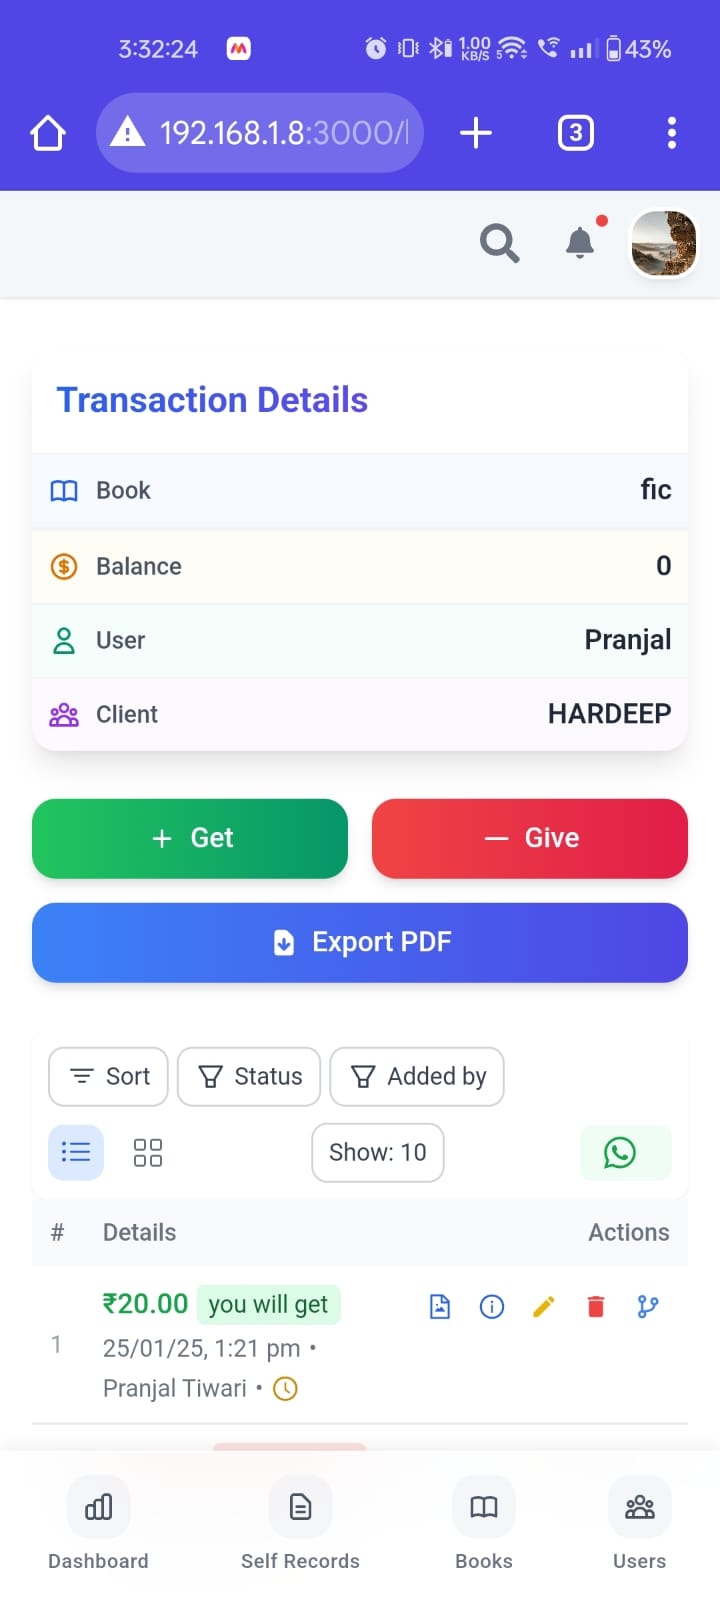 3:32:24 1.00 KB/S 5 43%
192.168.1.8:3000/ 3
Transaction Details
Book fic
Balance 0
User Pranjal
Client HARDEEP
+ Get — Give
Export PDF
Sort Status Added by
Show: 10
# Details Actions
₹20.00 you will get
1 25/01/25, 1:21 pm •
Pranjal Tiwari •
Dashboard Self Records Books Users